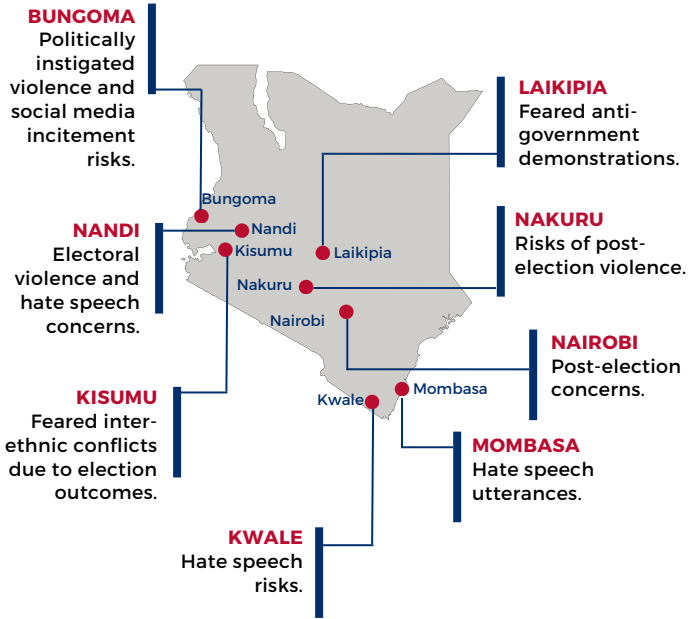 BUNGOMA
Politically
instigated
violence and
social media
incitement
risks.
LAIKIPIA
Feared anti-
government
demonstrations.
NANDI
Electoral
violence and
hate speech
concerns.
NAKURU
Risks of post-
election violence.
KISUMU
Feared inter-
ethnic conflicts
due to election
outcomes.
NAIROBI
Post-election
concerns.
MOMBASA
Hate speech
utterances.
KWALE
Hate speech
risks.
Bungoma
Nandi
Kisumu
Laikipia
Nakuru
Nairobi
Mombasa
Kwale